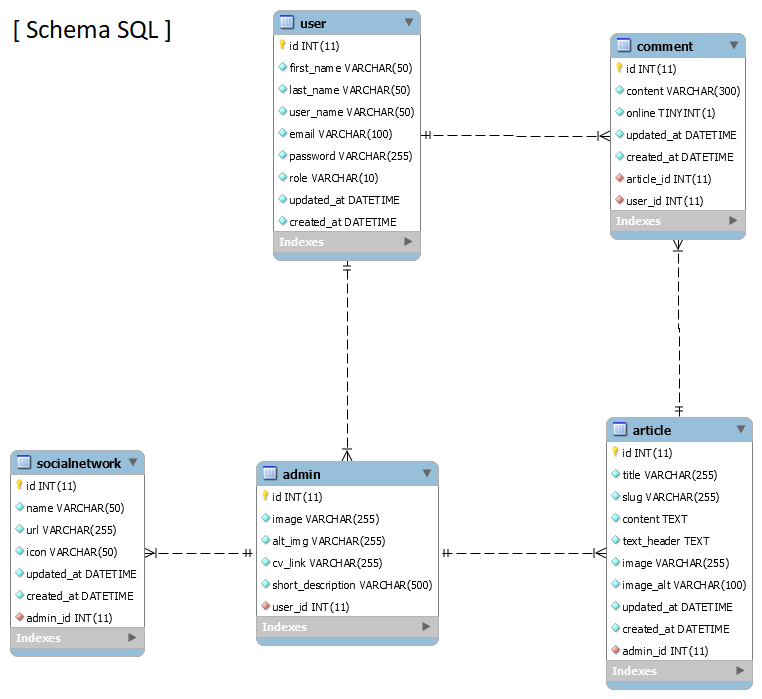 [ Schema SQL ]
user
id INT(11)
first_name VARCHAR(50)
last_name VARCHAR(50)
user_name VARCHAR(50)
email VARCHAR(100)
password VARCHAR(255)
role VARCHAR(10)
updated_at DATETIME
created_at DATETIME
Indexes
comment
id INT(11)
content VARCHAR(300)
online TINYINT(1)
updated_at DATETIME
created_at DATETIME
article_id INT(11)
user_id INT(11)
Indexes
socialnetwork
id INT(11)
name VARCHAR(50)
url VARCHAR(255)
icon VARCHAR(50)
updated_at DATETIME
created_at DATETIME
admin_id INT(11)
Indexes
admin
id INT(11)
image VARCHAR(255)
alt_img VARCHAR(255)
cv_link VARCHAR(255)
short_description VARCHAR(500)
user_id INT(11)
Indexes
article
id INT(11)
title VARCHAR(255)
slug VARCHAR(255)
content TEXT
text_header TEXT
image VARCHAR(255)
image_alt VARCHAR(100)
updated_at DATETIME
created_at DATETIME
admin_id INT(11)
Indexes